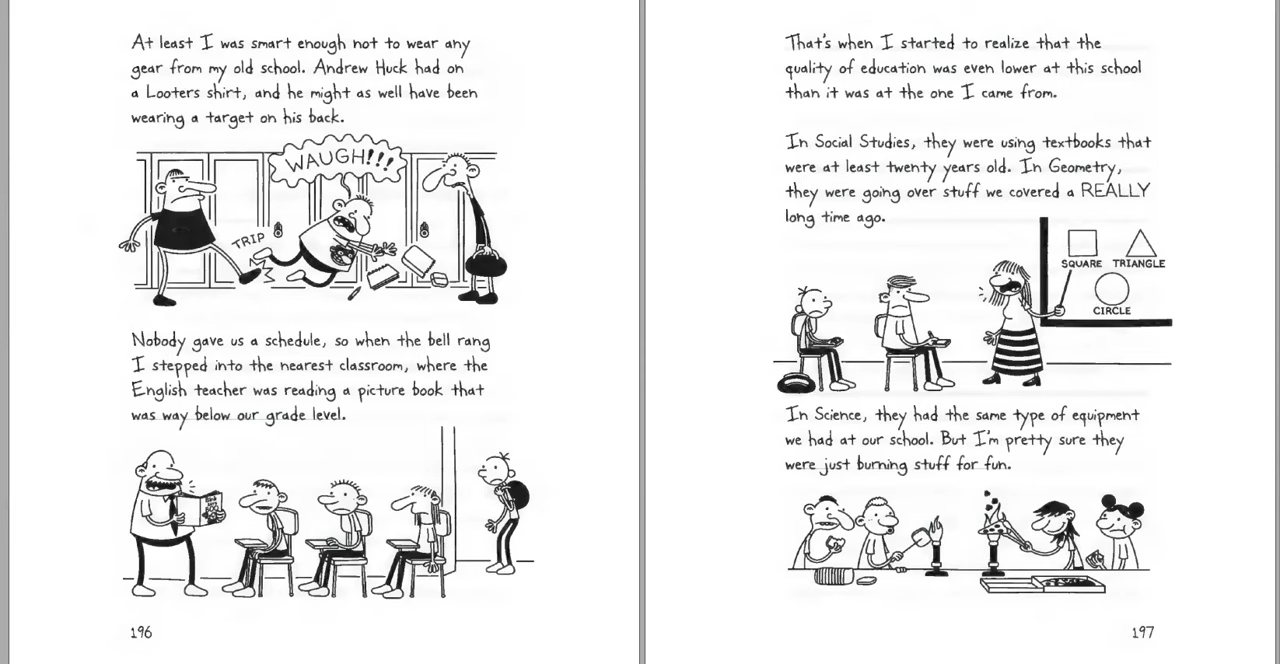 At least I was smart enough not to wear any
gear from my old school. Andrew Huck had on
a Looters shirt, and he might as well have been
wearing a target on his back.
WAUGH!!!
TRIP
Nobody gave us a schedule, so when the bell rang
I stepped into the nearest classroom, where the
English teacher was reading a picture book that
was way below our grade level.
196
That's when I started to realize that the
quality of education was even lower at this school
than it was at the one I came from.
In Social Studies, they were using textbooks that
were at least twenty years old. In Geometry,
they were going over stuff we covered a REALLY
long time ago.
SQUARE TRIANGLE
CIRCLE
In Science, they had the same type of equipment
we had at our school. But I'm pretty sure they
were just burning stuff for fun.
197